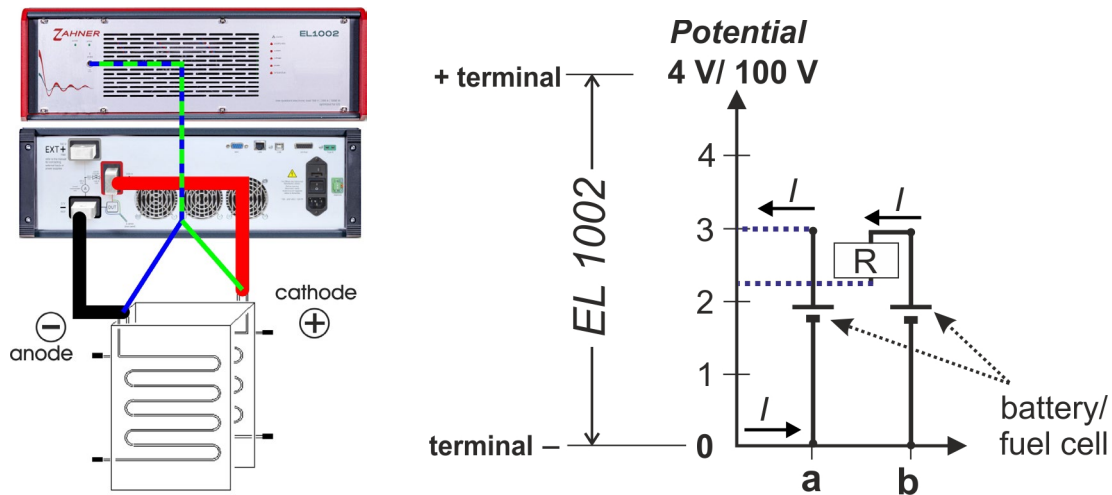 ZAHNER
EL1002
EXT
+
OUT
cathode
+
−
anode
Potential
4 V/ 100 V
+ terminal
EL 1002
terminal –
4
3
2
1
0
I
I
R
I
a
b
battery/
fuel cell